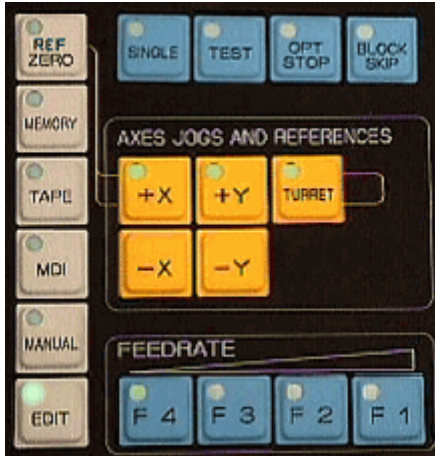 REF
ZERO
SINGLE
TEST
OPT
STOP
BLOCK
SKIP
MEMORY
AXES JOGS AND REFERENCES
TAPE
+X
+Y
TURRET
MDI
-X
-Y
MANUAL
FEEDRATE
EDIT
F 4
F 3
F 2
F 1